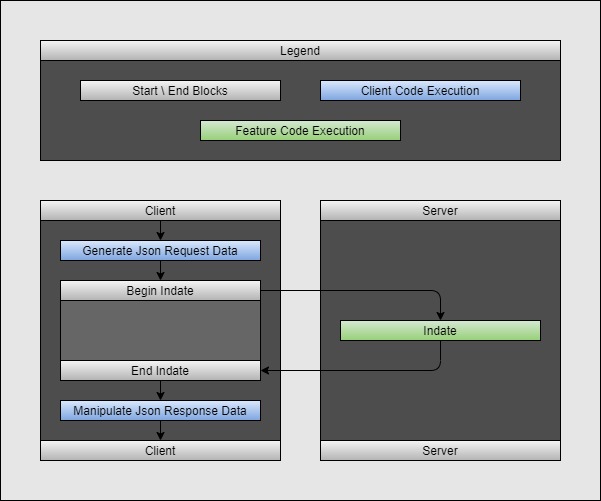 Legend
Start \ End Blocks
Client Code Execution
Feature Code Execution
Client
Server
Generate Json Request Data
Begin Indate
Indate
End Indate
Manipulate Json Response Data
Client
Server